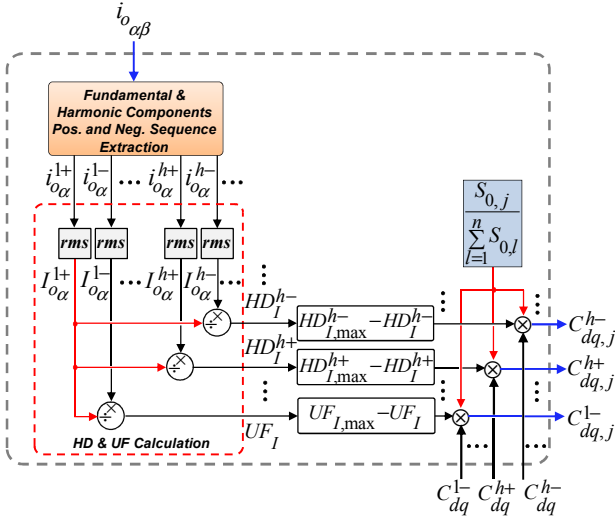 i_{o_{αβ}}
Fundamental &
Harmonic Components
Pos. and Neg. Sequence
Extraction
i_{o_α}^{1+} i_{o_α}^{1-} ... i_{o_α}^{h+} i_{o_α}^{h-} ...
rms rms rms rms
I_{o_α}^{1+} I_{o_α}^{1-} ... I_{o_α}^{h+} I_{o_α}^{h-} ...
\frac{S_{0,j}}{\sum_{l=1}^{n} S_{0,l}}
÷ × HD_I^{h-} HD_{I,max}^{h-} − HD_I^{h-} ⊗ C_{dq,j}^{h-}
÷ × HD_I^{h+} HD_{I,max}^{h+} − HD_I^{h+} ⊗ C_{dq,j}^{h+}
÷ × UF_I UF_{I,max} − UF_I ⊗ C_{dq,j}^{1-}
HD & UF Calculation
C_{dq}^{1-} C_{dq}^{h+} C_{dq}^{h-}